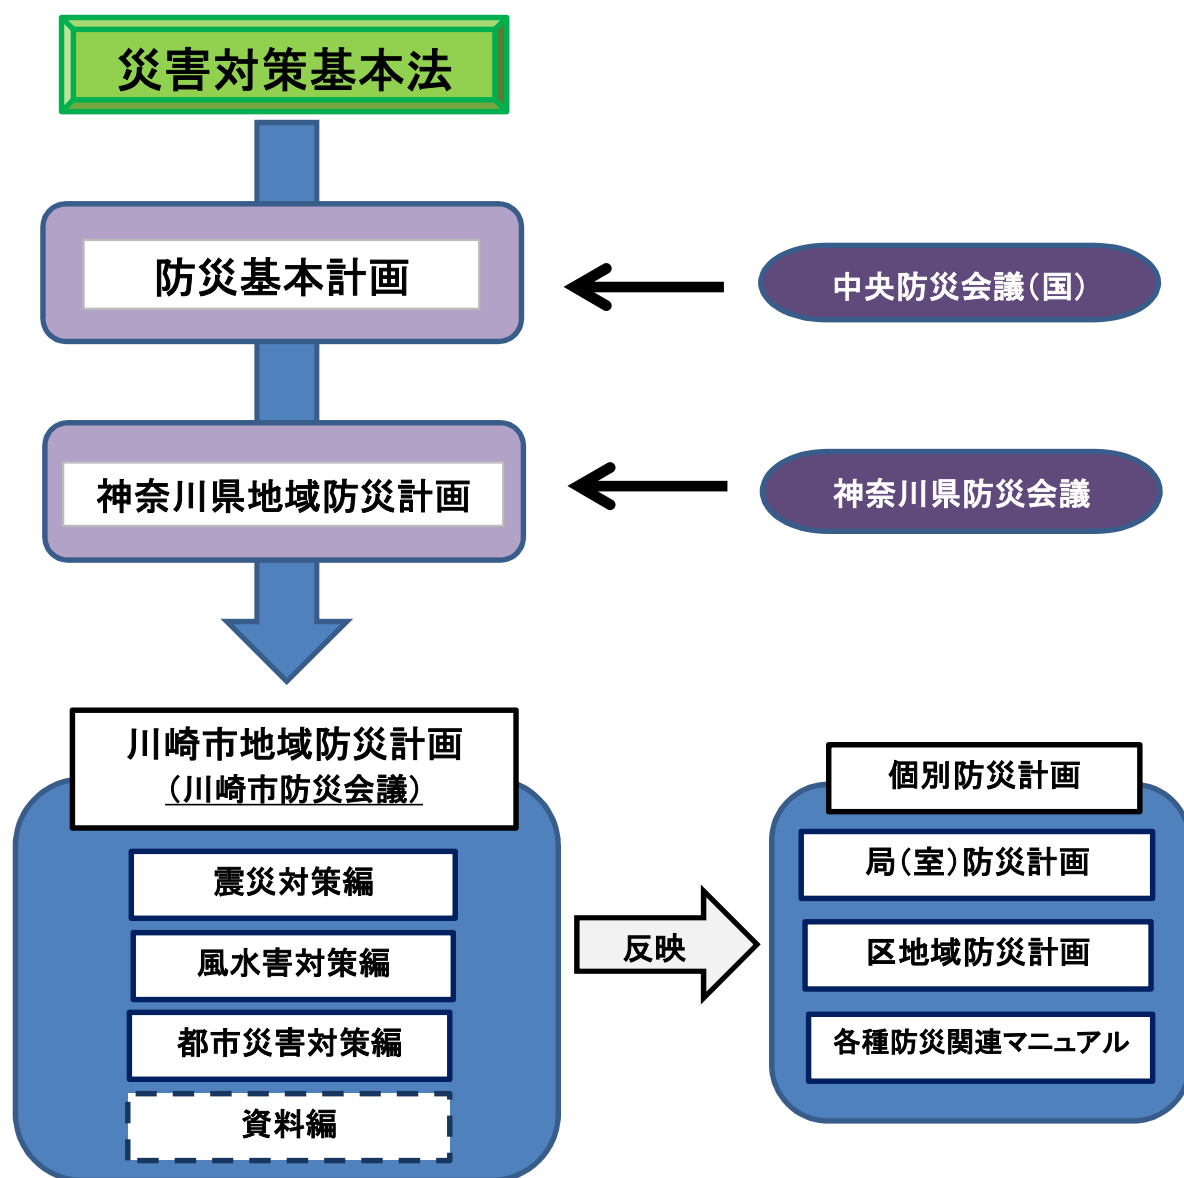 災害対策基本法
防災基本計画
中央防災会議（国）
神奈川県地域防災計画
神奈川県防災会議
川崎市地域防災計画
（川崎市防災会議）
震災対策編
風水害対策編
都市災害対策編
資料編
反映
個別防災計画
局（室）防災計画
区地域防災計画
各種防災関連マニュアル